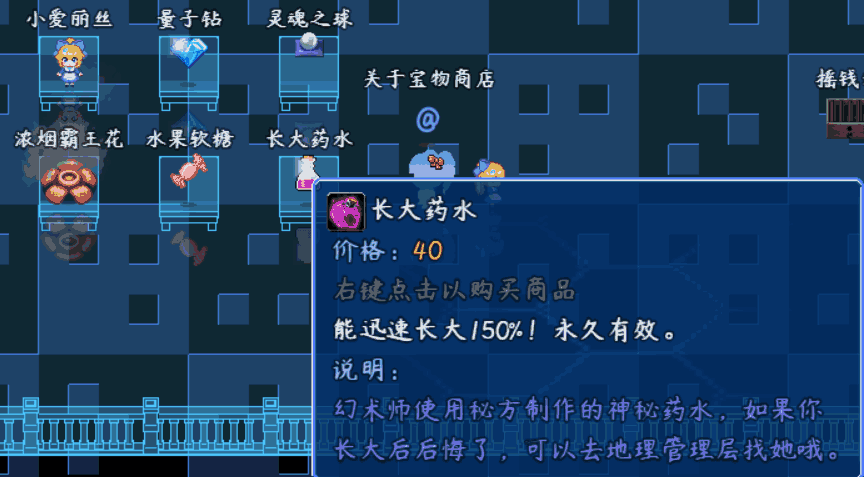 小爱丽丝
量子钻
灵魂之球
关于宝物商店
摇钱
@
浓烟霸王花
水果软糖
长大药水
长大药水
价格：40
右键点击以购买商品
能迅速长大150%！永久有效。
说明：
幻术师使用秘方制作的神秘药水，如果你
长大后后悔了，可以去地理管理层找她哦。